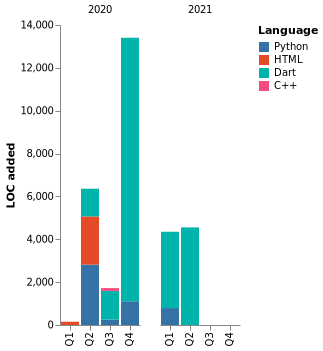 2020 2021
Language
Python
HTML
Dart
C++
LOC added
14,000
12,000
10,000
8,000
6,000
4,000
2,000
0
Q1 Q2 Q3 Q4 Q1 Q2 Q3 Q4